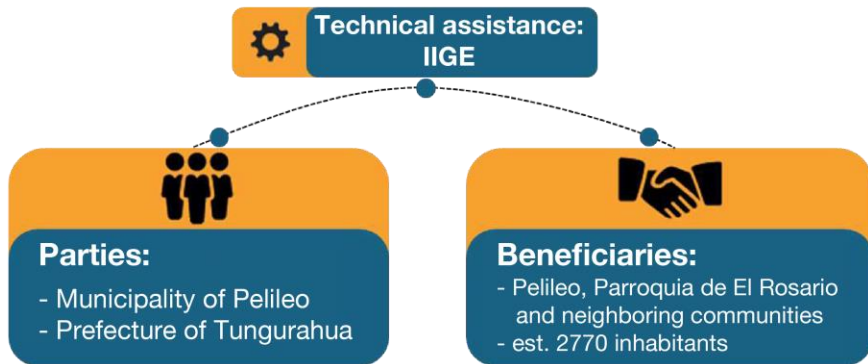 Technical assistance:
IIGE
Parties:
- Municipality of Pelileo
- Prefecture of Tungurahua
Beneficiaries:
- Pelileo, Parroquia de El Rosario
and neighboring communities
- est. 2770 inhabitants